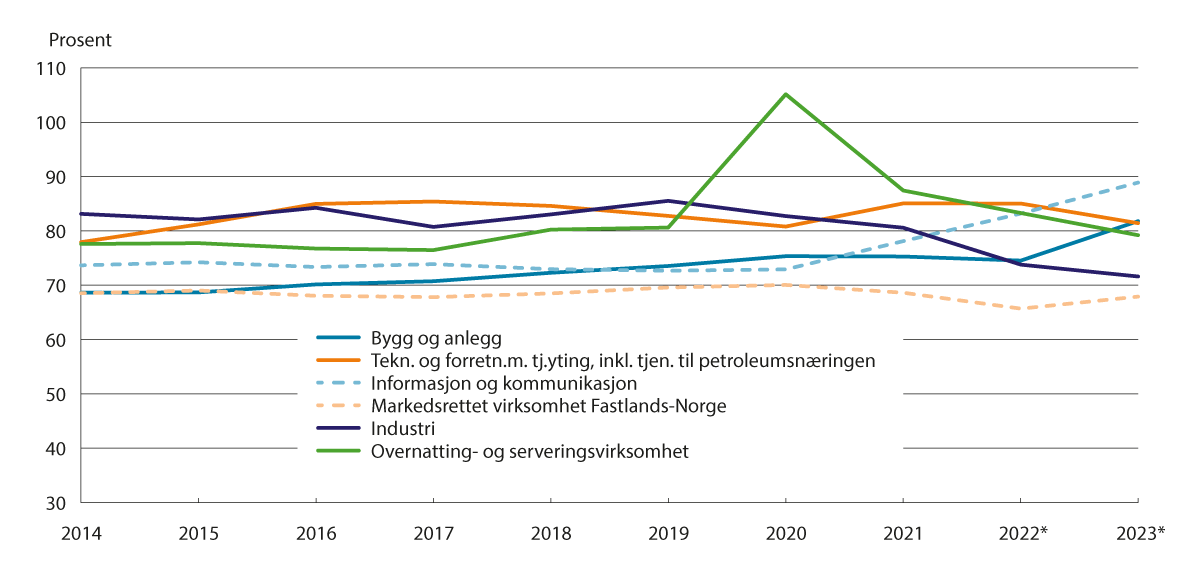 Prosent
110
100
90
80
70
60
50
40
30
Bygg og anlegg
Tekn. og forretn.m. tj.yting, inkl. tjen. til petroleumsnæringen
Informasjon og kommunikasjon
Markedsrettet virksomhet Fastlands-Norge
Industri
Overnatting- og serveringsvirksomhet
2014 2015 2016 2017 2018 2019 2020 2021 2022* 2023*